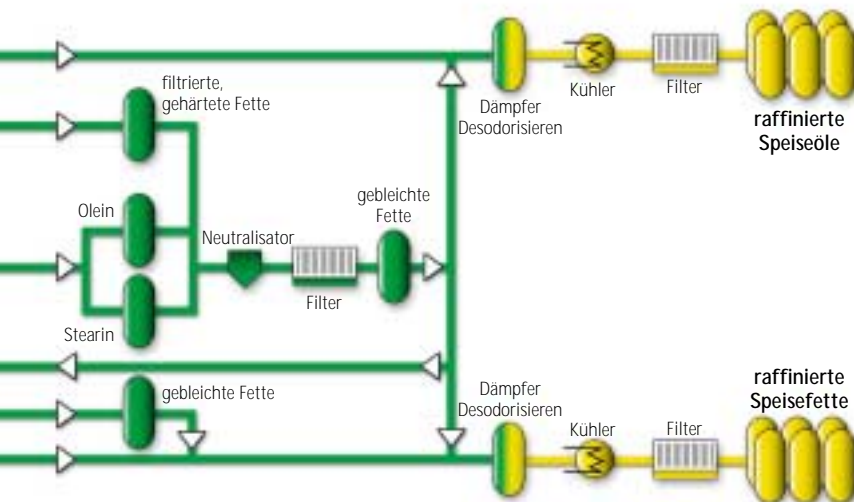 filtrierte,
gehärtete Fette
Dämpfer
Desodorisieren
Kühler
Filter
raffinierte
Speiseöle
Olein
Neutralisator
gebleichte
Fette
Filter
Stearin
gebleichte Fette
Dämpfer
Desodorisieren
Kühler
Filter
raffinierte
Speisefette